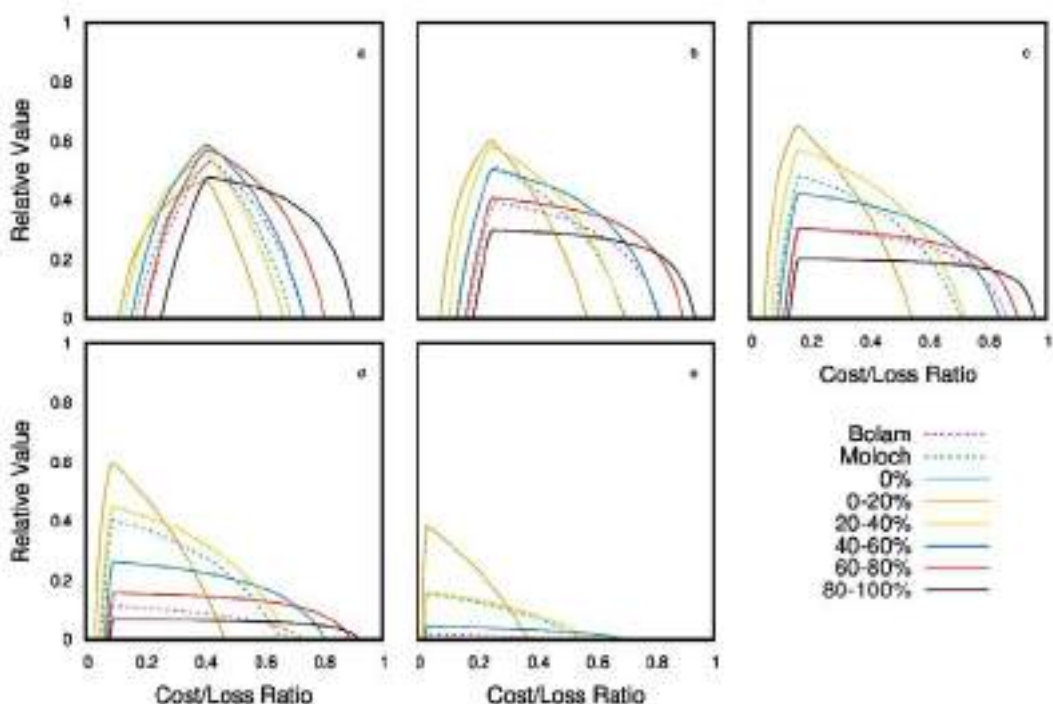 1
0.8
0.6
0.4
0.2
0
Relative Value
a
b
c
0 0.2 0.4 0.6 0.8 1
Cost/Loss Ratio
1
0.8
0.6
0.4
0.2
0
Relative Value
d
e
0 0.2 0.4 0.6 0.8 1
Cost/Loss Ratio
0 0.2 0.4 0.6 0.8 1
Cost/Loss Ratio
Bolam
Moloch
0%
0-20%
20-40%
40-60%
60-80%
80-100%